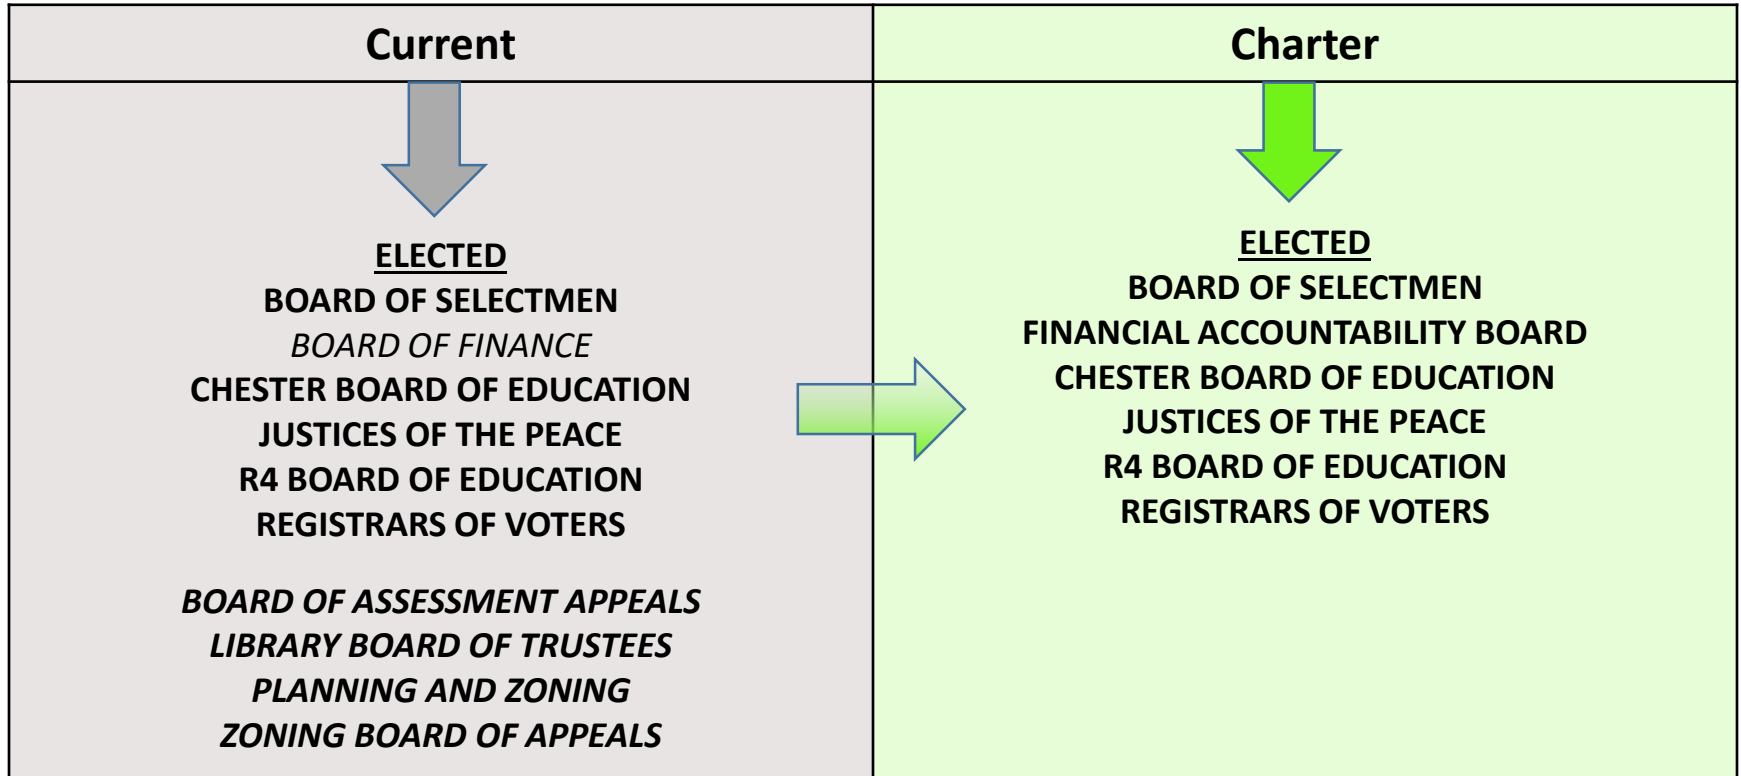 Current
Charter
ELECTED
BOARD OF SELECTMEN
BOARD OF FINANCE
CHESTER BOARD OF EDUCATION
JUSTICES OF THE PEACE
R4 BOARD OF EDUCATION
REGISTRARS OF VOTERS
BOARD OF ASSESSMENT APPEALS
LIBRARY BOARD OF TRUSTEES
PLANNING AND ZONING
ZONING BOARD OF APPEALS
ELECTED
BOARD OF SELECTMEN
FINANCIAL ACCOUNTABILITY BOARD
CHESTER BOARD OF EDUCATION
JUSTICES OF THE PEACE
R4 BOARD OF EDUCATION
REGISTRARS OF VOTERS